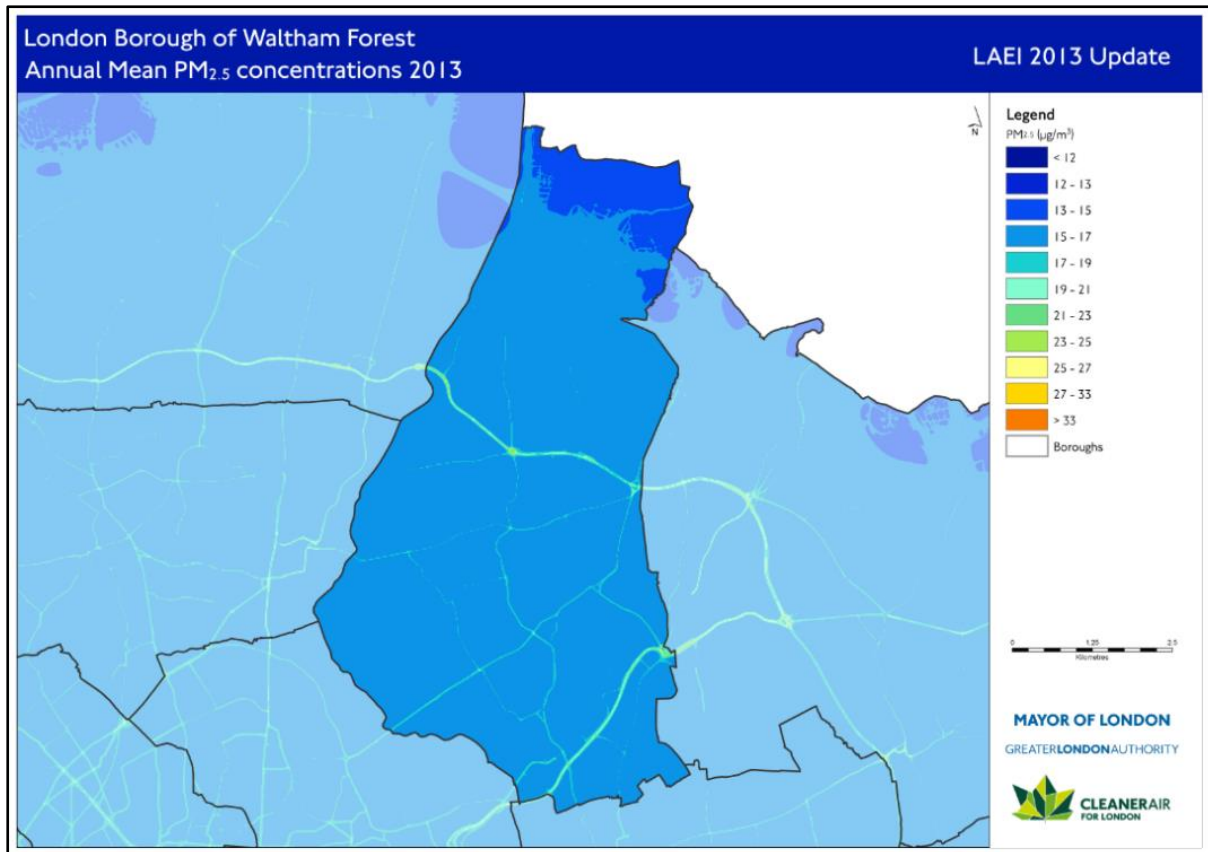 London Borough of Waltham Forest
Annual Mean PM2.5 concentrations 2013
LAEI 2013 Update
N
Legend
PM2.5 (µg/m³)
< 12
12 - 13
13 - 15
15 - 17
17 - 19
19 - 21
21 - 23
23 - 25
25 - 27
27 - 33
> 33
Boroughs
0 1.25 2.5
Kilometres
MAYOR OF LONDON
GREATERLONDONAUTHORITY
CLEANERAIR
FOR LONDON